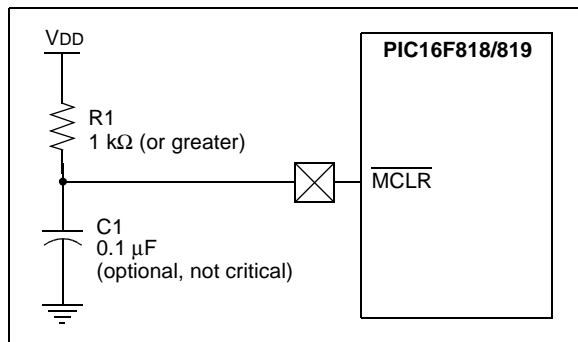 VDD
PIC16F818/819
R1
1 kΩ (or greater)
MCLR
C1
0.1 μF
(optional, not critical)